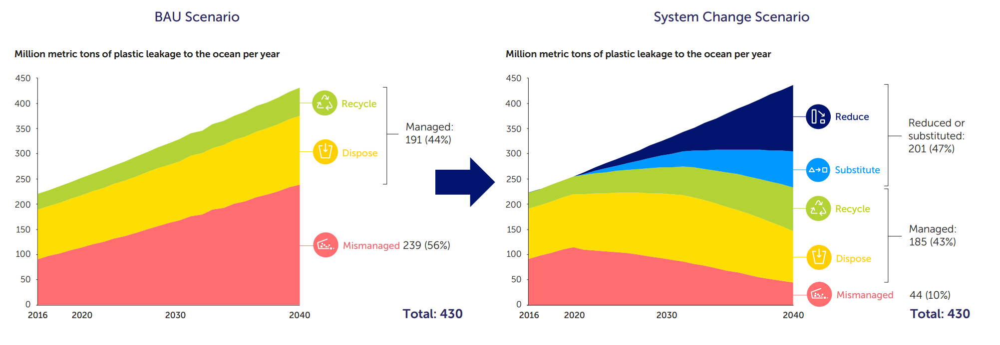 BAU Scenario
Million metric tons of plastic leakage to the ocean per year
450
400
350
300
250
200
150
100
50
0
2016 2020 2030 2040
Recycle
Dispose
Managed:
191 (44%)
Mismanaged 239 (56%)
Total: 430
System Change Scenario
Million metric tons of plastic leakage to the ocean per year
450
400
350
300
250
200
150
100
50
0
2016 2020 2030 2040
Reduce
Substitute
Reduced or
substituted:
201 (47%)
Recycle
Dispose
Managed:
185 (43%)
Mismanaged 44 (10%)
Total: 430